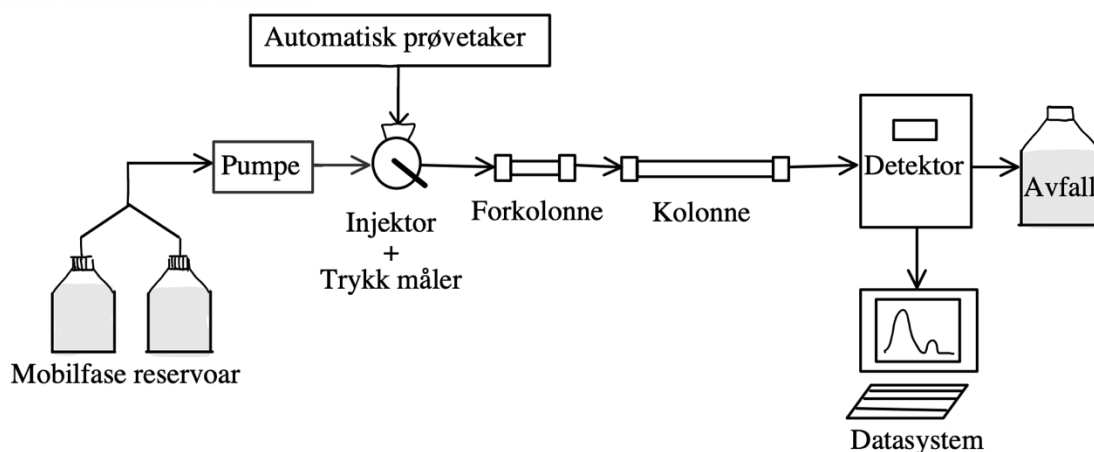 Automatisk prøvetaker
Pumpe
Injektor
+
Trykk måler
Forkolonne
Kolonne
Detektor
Avfall
Mobilfase reservoar
Datasystem